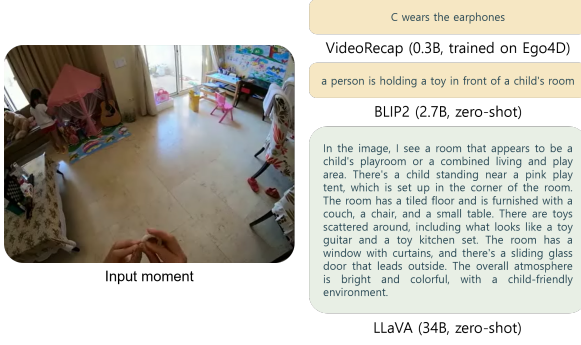 C wears the earphones
VideoRecap (0.3B, trained on Ego4D)
a person is holding a toy in front of a child's room
BLIP2 (2.7B, zero-shot)
In the image, I see a room that appears to be a
child's playroom or a combined living and play
area. There's a child standing near a pink play
tent, which is set up in the corner of the room.
The room has a tiled floor and is furnished with a
couch, a chair, and a small table. There are toys
scattered around, including what looks like a toy
guitar and a toy kitchen set. The room has a
window with curtains, and there's a sliding glass
door that leads outside. The overall atmosphere
is bright and colorful, with a child-friendly
environment.
LLaVA (34B, zero-shot)
Input moment